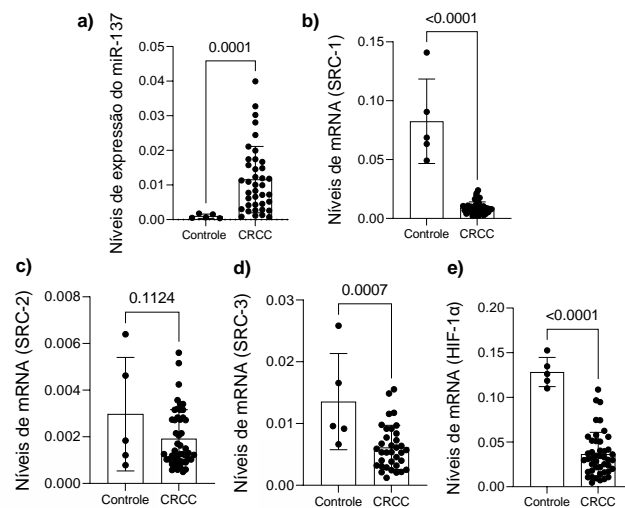 a)
Níveis de expressão do miR-137
0.05
0.04
0.03
0.02
0.01
0.00
0.0001
Controle
CRCC
b)
Níveis de mRNA (SRC-1)
0.15
0.10
0.05
0.00
<0.0001
Controle
CRCC
c)
Níveis de mRNA (SRC-2)
0.008
0.006
0.004
0.002
0.000
0.1124
Controle
CRCC
d)
Níveis de mRNA (SRC-3)
0.03
0.02
0.01
0.00
0.0007
Controle
CRCC
e)
Níveis de mRNA (HIF-1α)
0.20
0.15
0.10
0.05
0.00
<0.0001
Controle
CRCC